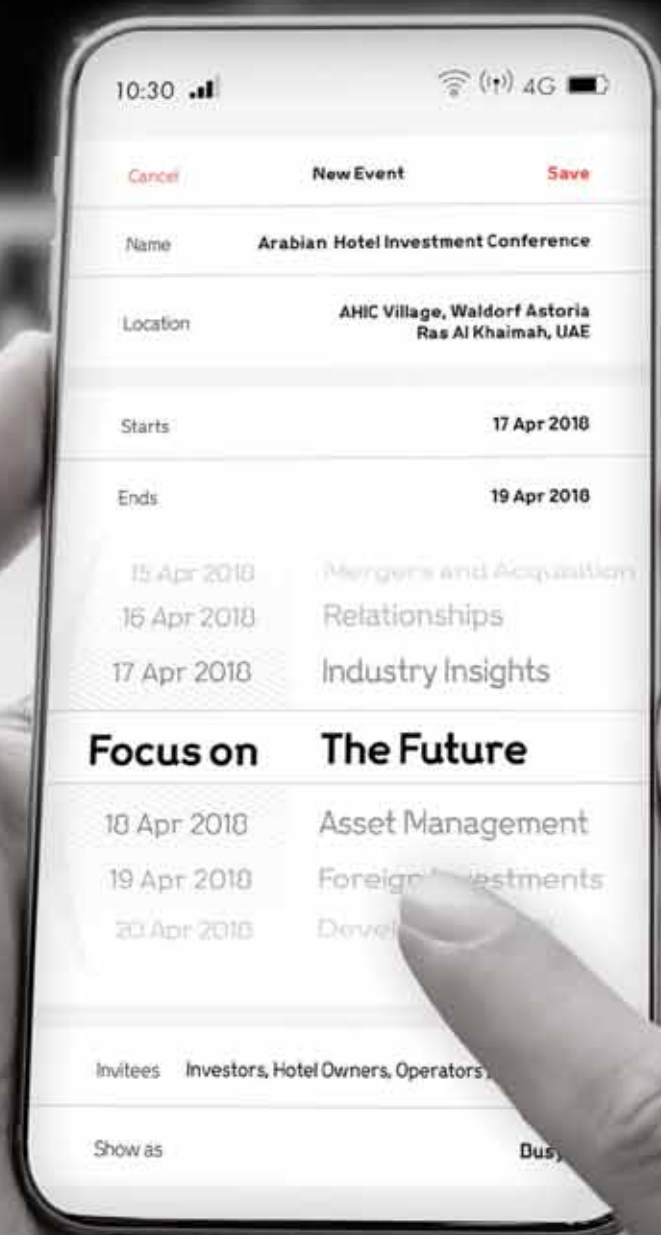 10:30
4G
Cancel New Event Save
Name Arabian Hotel Investment Conference
Location AHIC Village, Waldorf Astoria
Ras Al Khaimah, UAE
Starts 17 Apr 2018
Ends 19 Apr 2018
15 Apr 2018 Mergers and Acquisition
16 Apr 2018 Relationships
17 Apr 2018 Industry Insights
Focus on The Future
18 Apr 2018 Asset Management
19 Apr 2018
20 Apr 2018
Invitees Investors, Hotel Owners, Operators
Show as